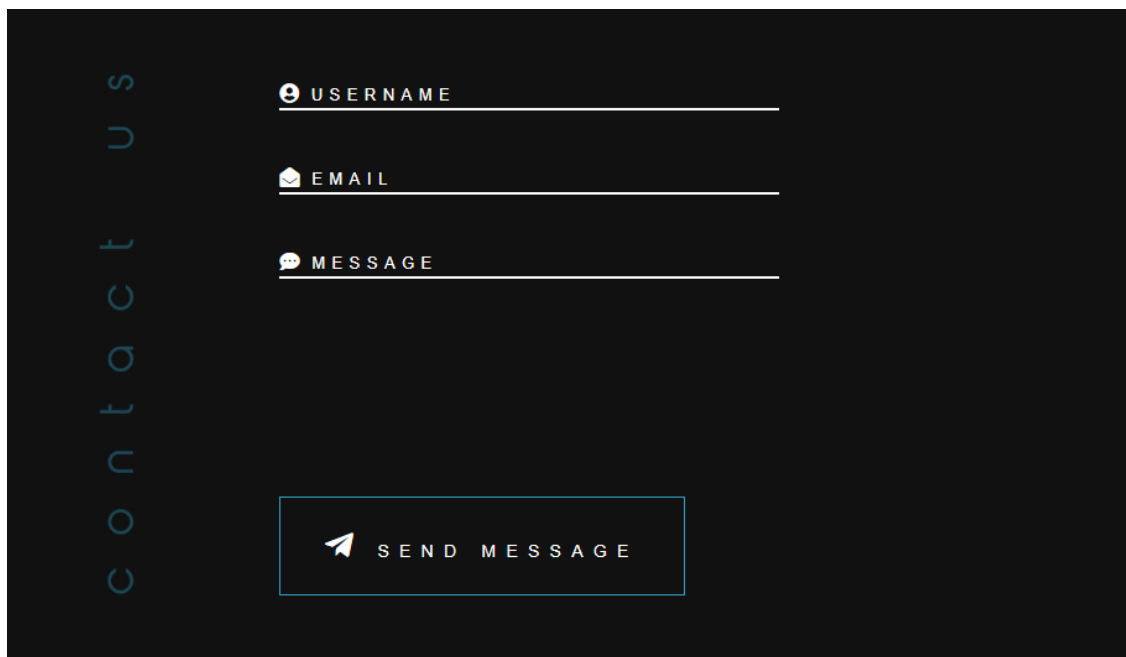 contact us
USERNAME
EMAIL
MESSAGE
SEND MESSAGE